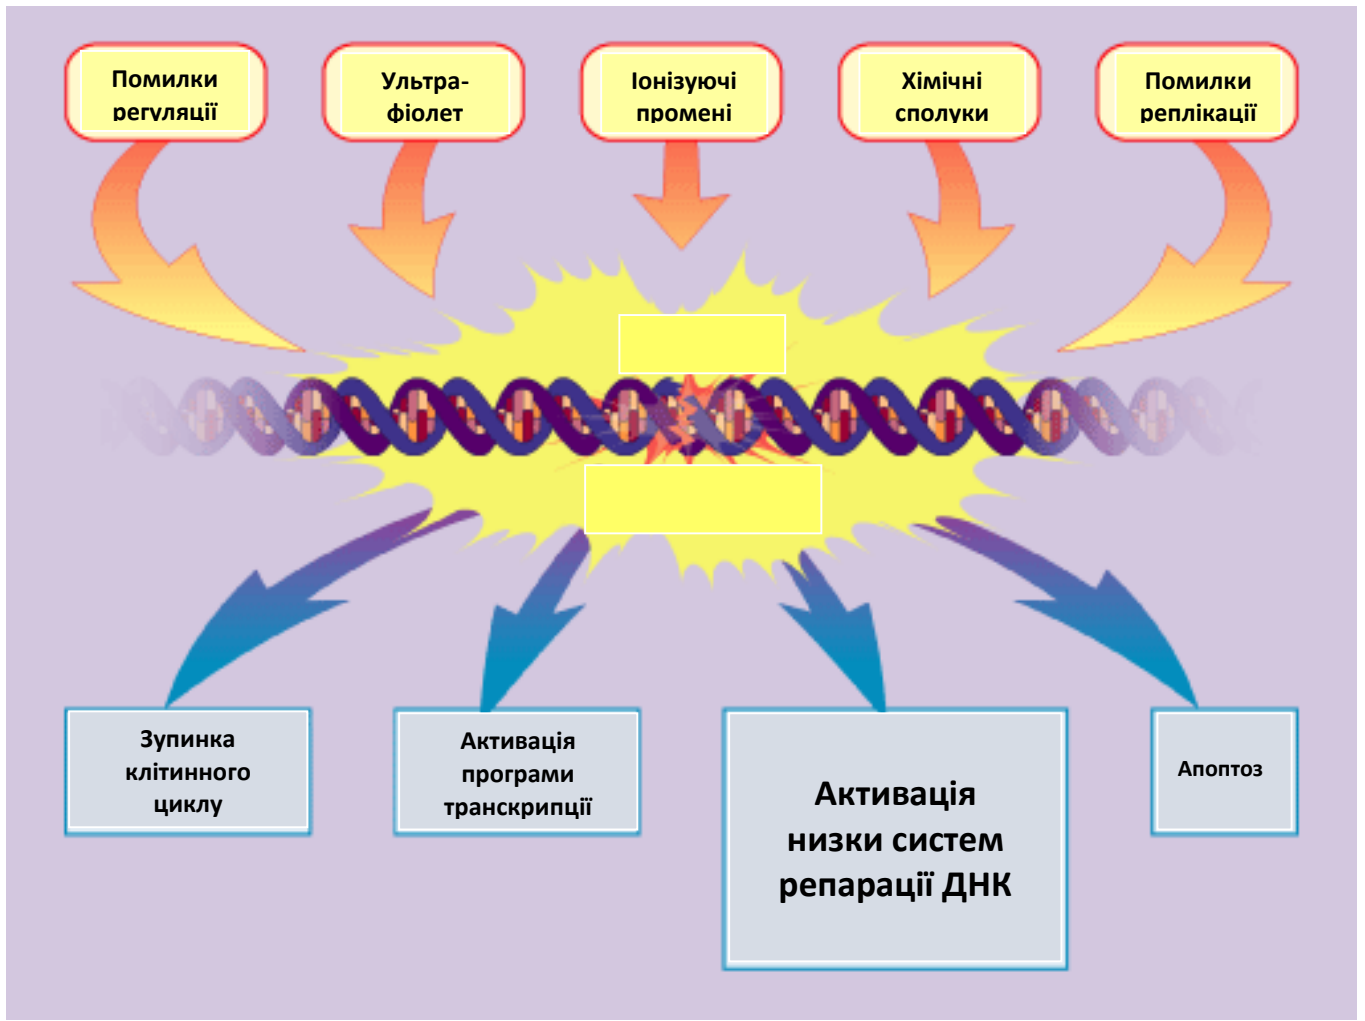 Помилки
регуляції
Ультра-
фіолет
Іонізуючі
промені
Хімічні
сполуки
Помилки
реплікації
Зупинка
клітинного
циклу
Активація
програми
транскрипції
Активація
низки систем
репарації ДНК
Апоптоз